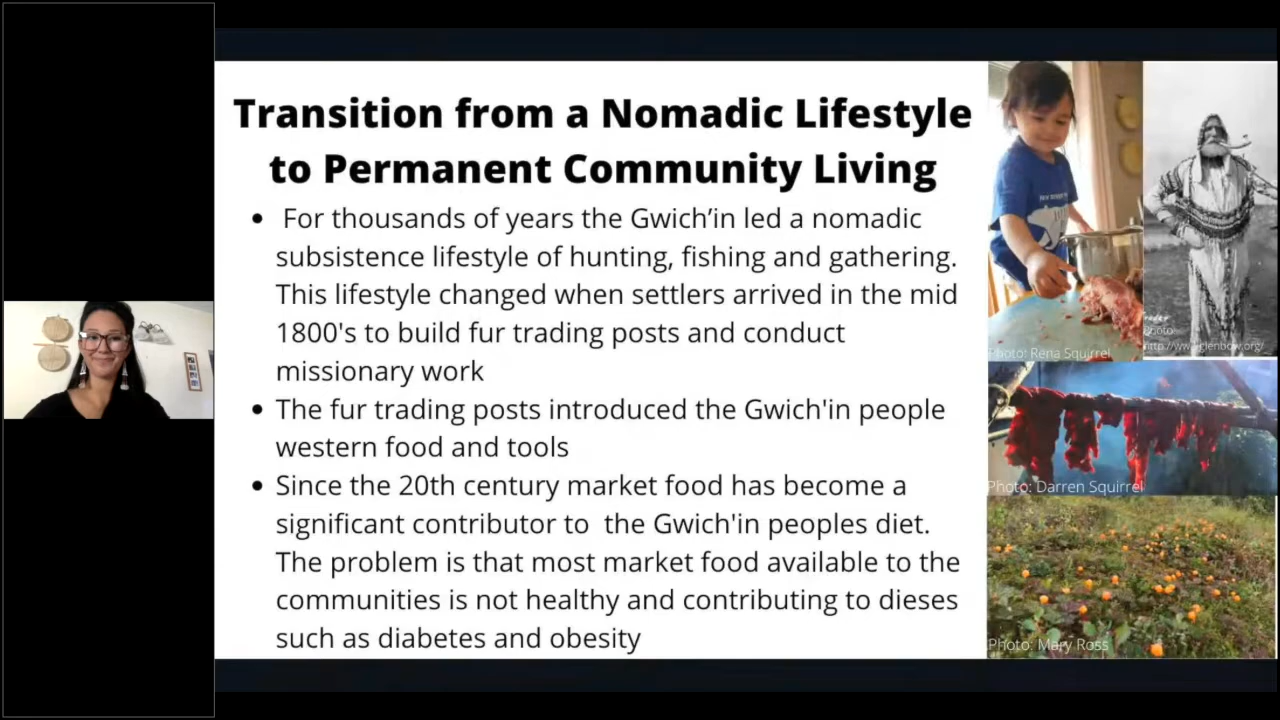 Transition from a Nomadic Lifestyle
to Permanent Community Living
• For thousands of years the Gwich’in led a nomadic
subsistence lifestyle of hunting, fishing and gathering.
This lifestyle changed when settlers arrived in the mid
1800's to build fur trading posts and conduct
missionary work
• The fur trading posts introduced the Gwich'in people
western food and tools
• Since the 20th century market food has become a
significant contributor to the Gwich'in peoples diet.
The problem is that most market food available to the
communities is not healthy and contributing to dieses
such as diabetes and obesity
Photo: Rena Squirrel
Photo:
Photo: Darren Squirrel
Photo: Mary Ross